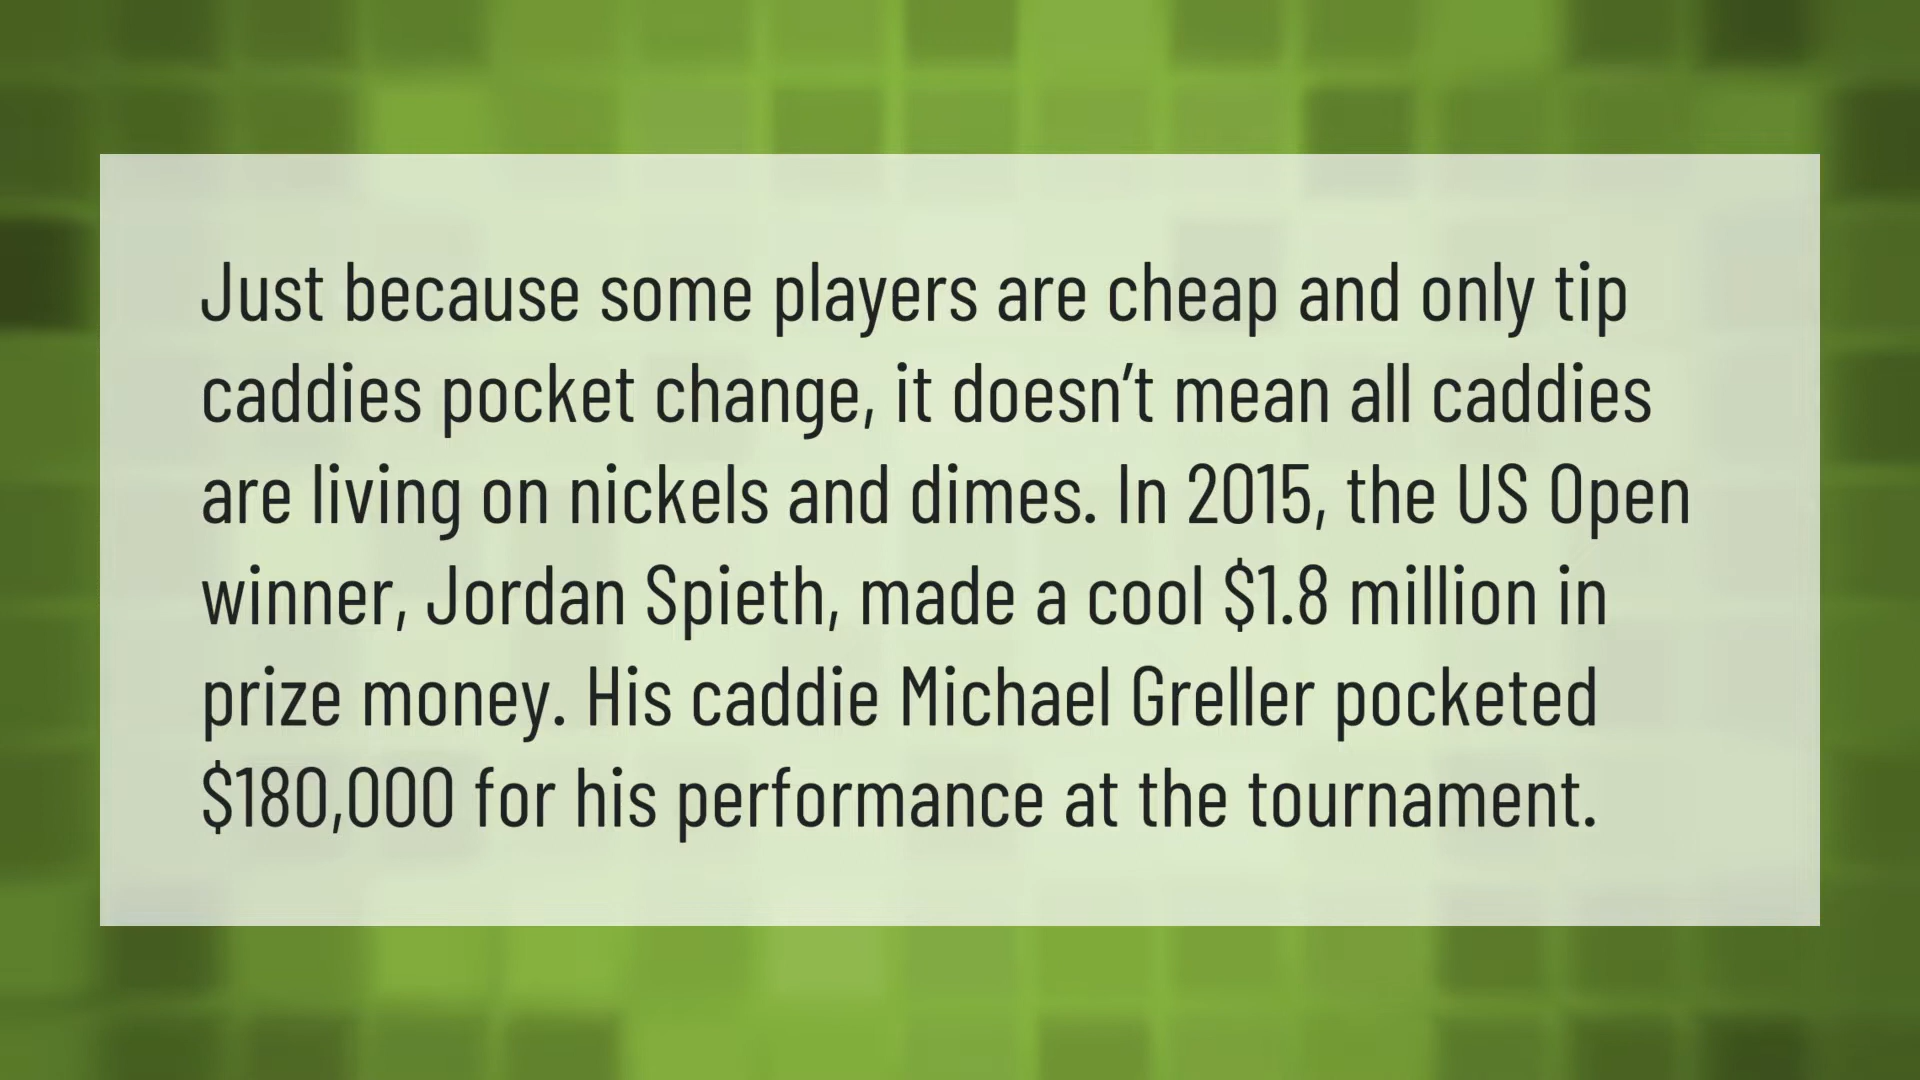 Just because some players are cheap and only tip
caddies pocket change, it doesn’t mean all caddies
are living on nickels and dimes. In 2015, the US Open
winner, Jordan Spieth, made a cool $1.8 million in
prize money. His caddie Michael Greller pocketed
$180,000 for his performance at the tournament.